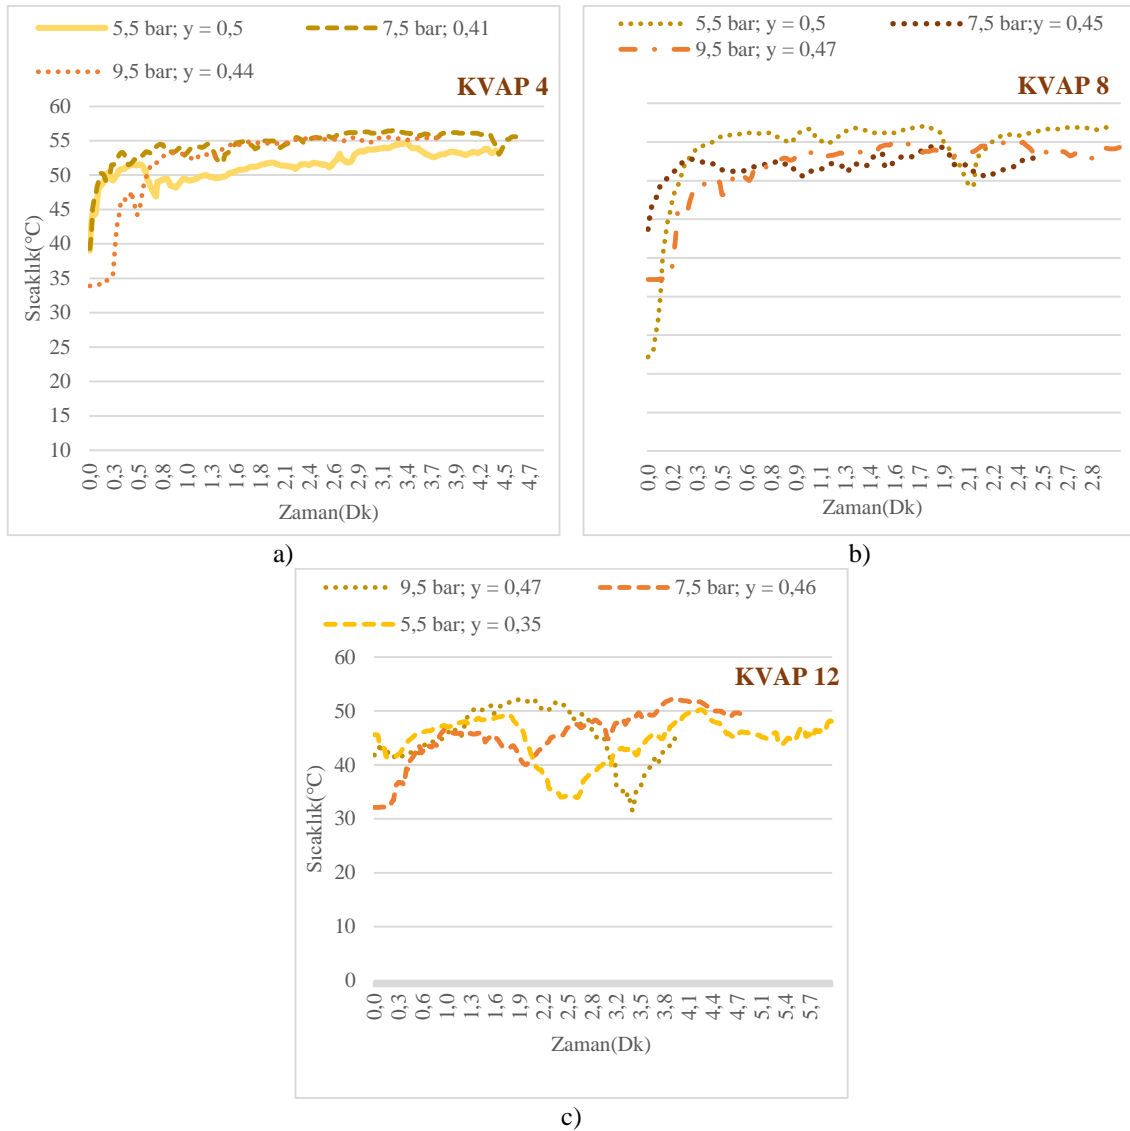 5,5 bar; y = 0,5
7,5 bar; 0,41
9,5 bar; y = 0,44
KVAP 4
60
55
50
45
40
35
30
25
20
15
10
Sıcaklık(°C)
0,0 0,3 0,5 0,8 1,0 1,3 1,6 1,8 2,1 2,4 2,6 2,9 3,1 3,4 3,7 3,9 4,2 4,5 4,7
Zaman(Dk)
a)
5,5 bar; y = 0,5
7,5 bar;y = 0,45
9,5 bar; y = 0,47
KVAP 8
0,0 0,2 0,3 0,5 0,6 0,8 0,9 1,1 1,3 1,4 1,6 1,7 1,9 2,1 2,2 2,4 2,5 2,7 2,8
Zaman(Dk)
b)
9,5 bar; y = 0,47
7,5 bar; y = 0,46
5,5 bar; y = 0,35
KVAP 12
60
50
40
30
20
10
0
Sıcaklık(°C)
0,0 0,3 0,6 1,0 1,3 1,6 1,9 2,2 2,5 2,8 3,2 3,5 3,8 4,1 4,4 4,7 5,1 5,4 5,7
Zaman(Dk)
c)